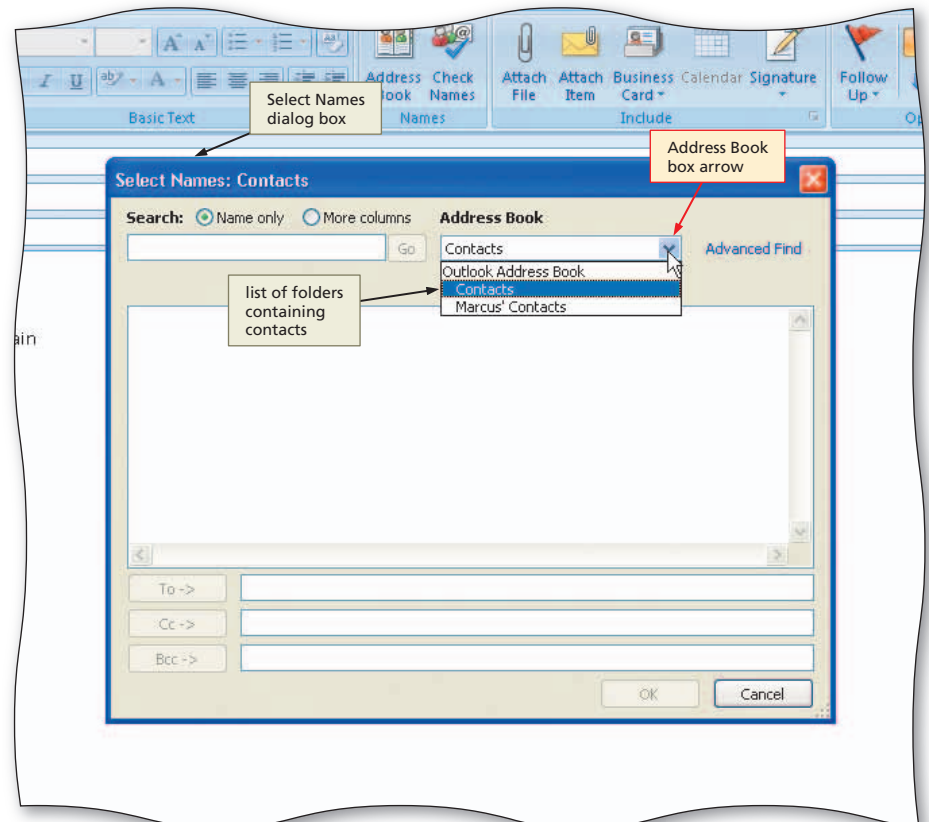 Address Check Attach Attach Business Calendar Signature Follow
Book Names File Item Card Up
Basic Text Names Include
Select Names
dialog box
Address Book
box arrow
Select Names: Contacts
Search: Name only More columns Address Book
Go Contacts Advanced Find
Outlook Address Book
Contacts
Marcus' Contacts
list of folders
containing
contacts
ain
To ->
Cc ->
Bcc ->
OK Cancel